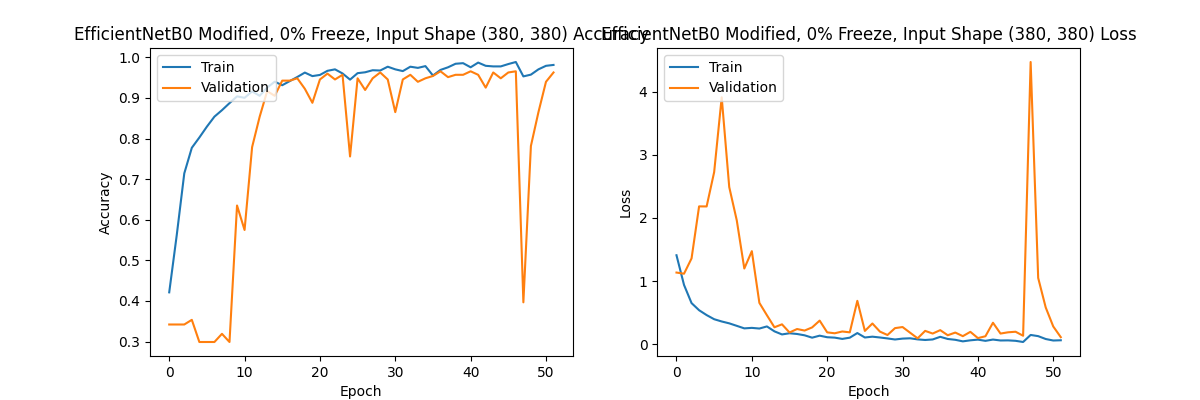 EfficientNetB0 Modified, 0% Freeze, Input Shape (380, 380) Accuracy
EfficientNetB0 Modified, 0% Freeze, Input Shape (380, 380) Loss
Train
Validation
1.0
0.9
0.8
0.7
0.6
0.5
0.4
0.3
Accuracy
0
10
20
30
40
50
Epoch
Train
Validation
4
3
2
1
0
Loss
0
10
20
30
40
50
Epoch